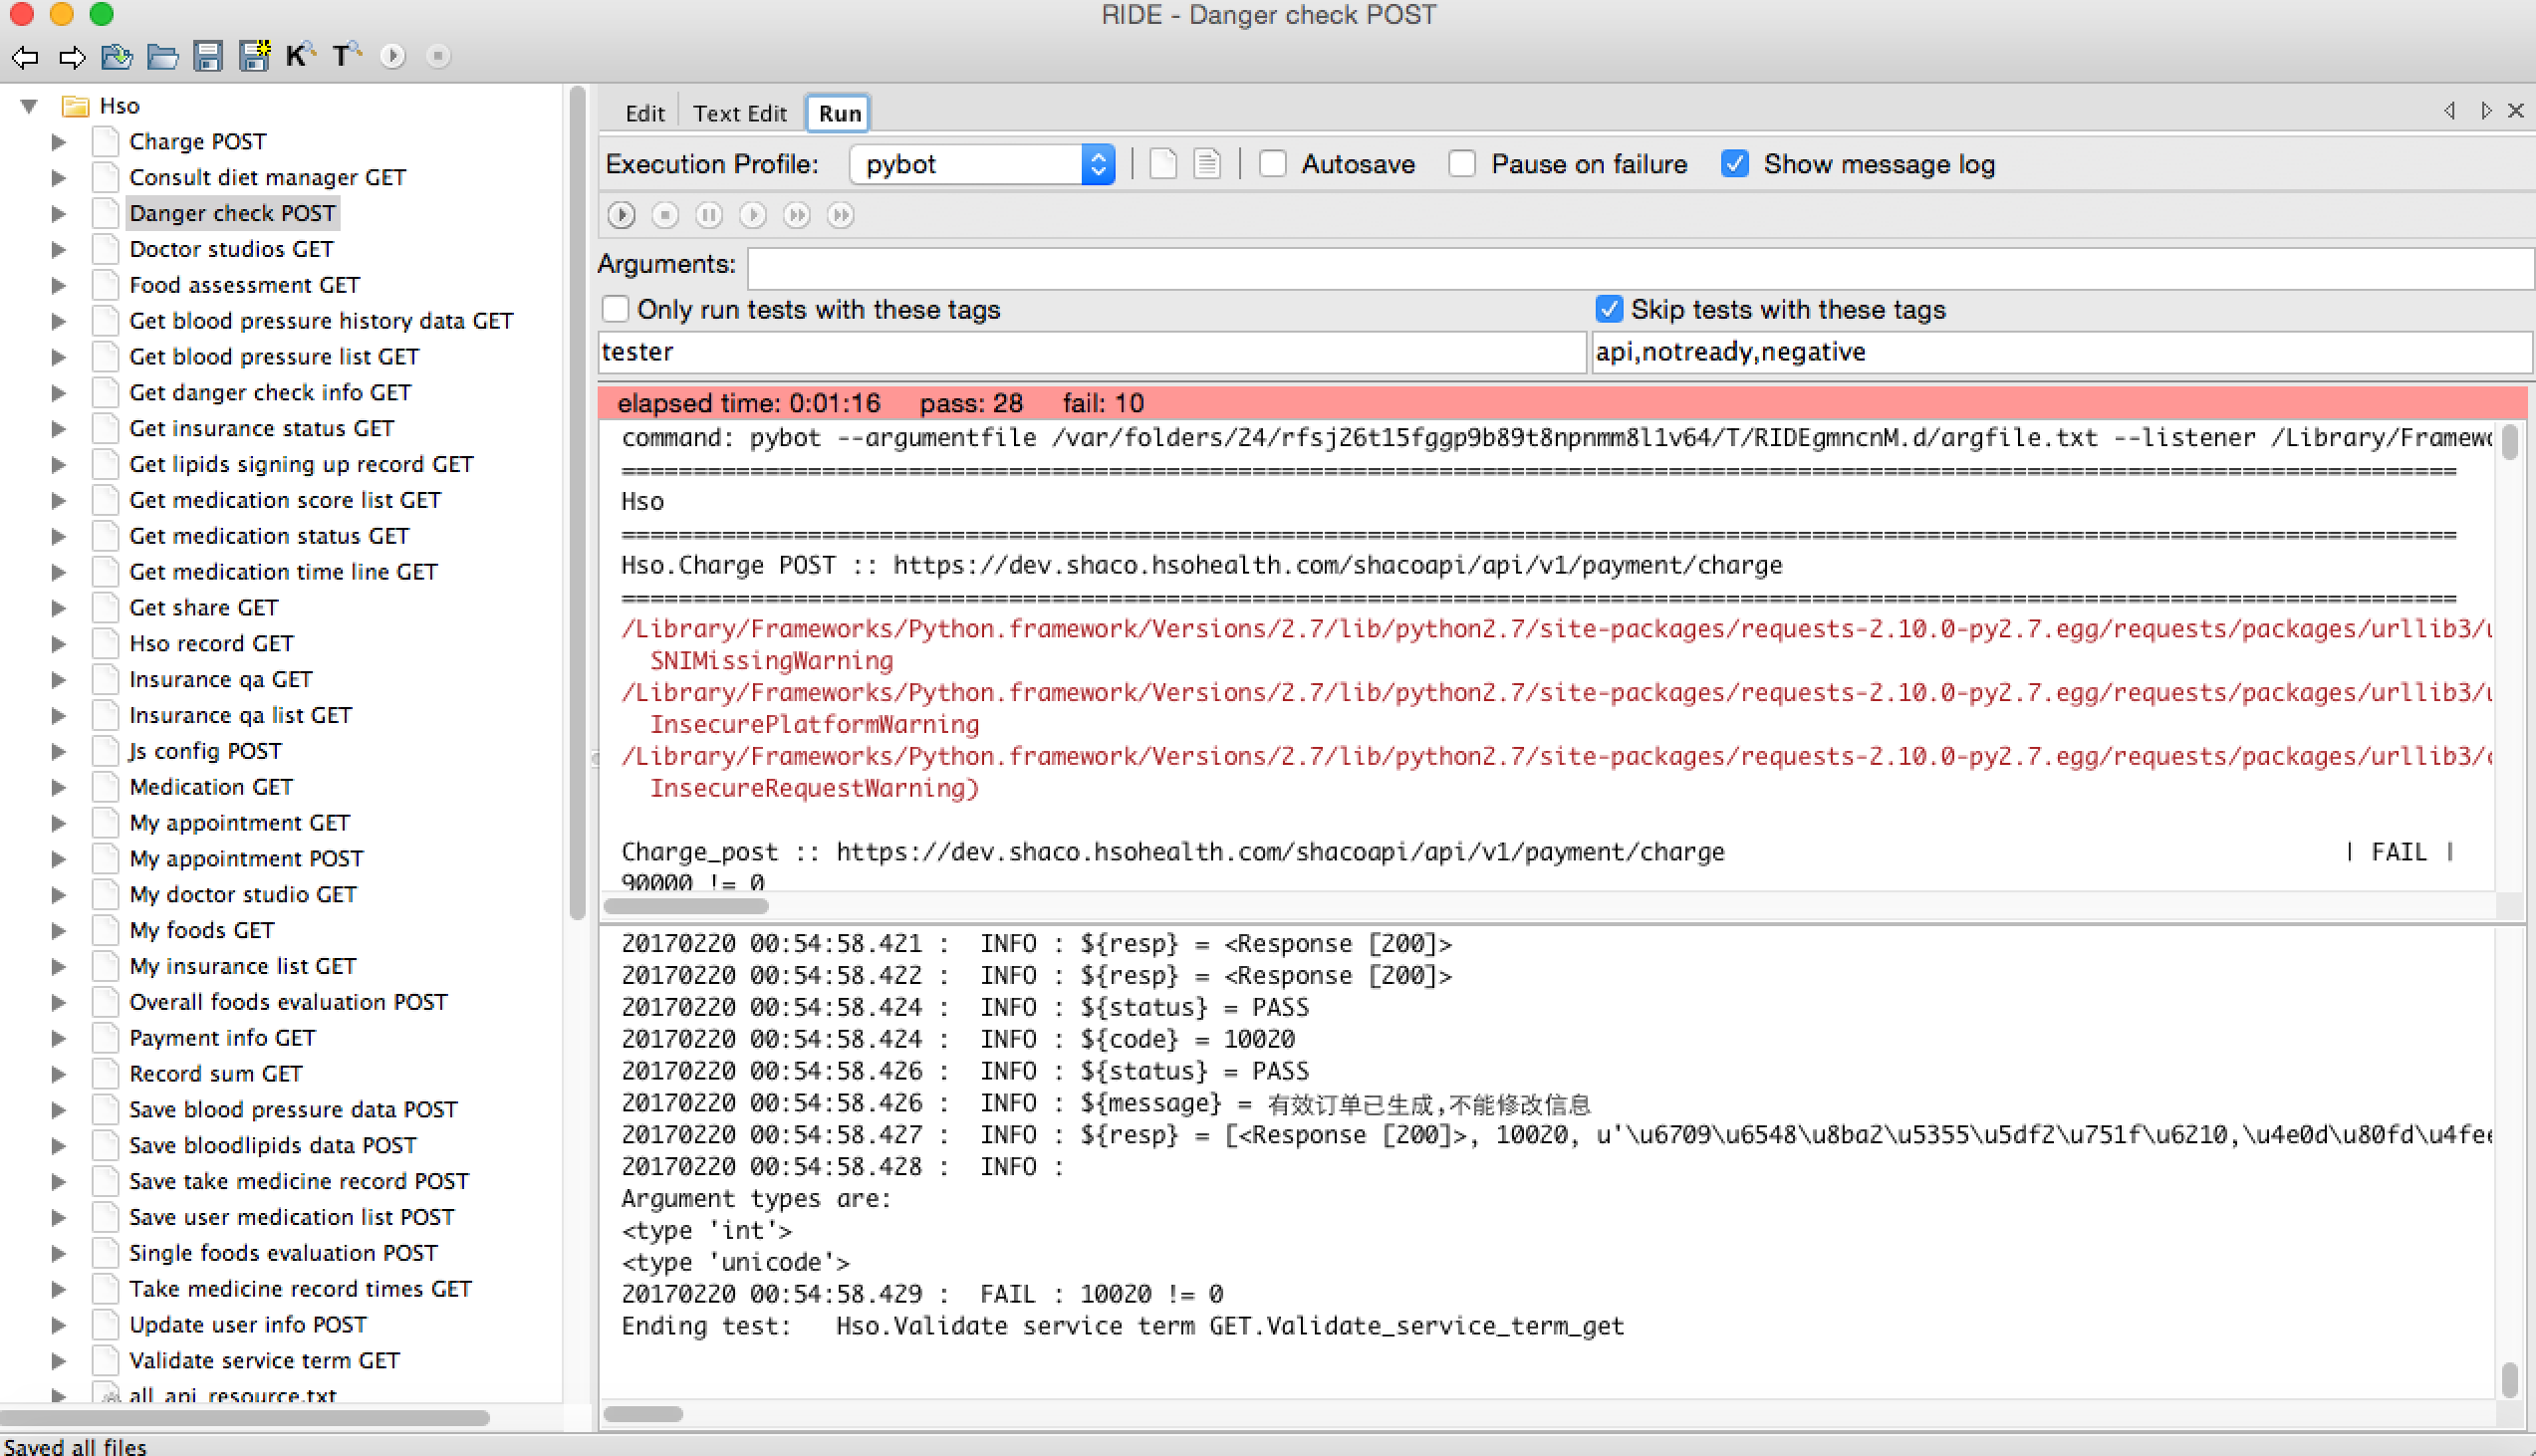 RIDE - Danger check POST
K T
Hso
Charge POST
Consult diet manager GET
Danger check POST
Doctor studios GET
Food assessment GET
Get blood pressure history data GET
Get blood pressure list GET
Get danger check info GET
Get insurance status GET
Get lipids signing up record GET
Get medication score list GET
Get medication status GET
Get medication time line GET
Get share GET
Hso record GET
Insurance qa GET
Insurance qa list GET
Js config POST
Medication GET
My appointment GET
My appointment POST
My doctor studio GET
My foods GET
My insurance list GET
Overall foods evaluation POST
Payment info GET
Record sum GET
Save blood pressure data POST
Save bloodlipids data POST
Save take medicine record POST
Save user medication list POST
Single foods evaluation POST
Take medicine record times GET
Update user info POST
Validate service term GET
all_api_resource.txt
Edit Text Edit Run
Execution Profile: pybot Autosave Pause on failure Show message log
Arguments:
Only run tests with these tags Skip tests with these tags
tester api,notready,negative
elapsed time: 0:01:16 pass: 28 fail: 10
command: pybot --argumentfile /var/folders/24/rfsj26t15fggp9b89t8npnmm8l1v64/T/RIDEgmncnM.d/argfile.txt --listener /Library/Framewo
================================================================================
Hso
================================================================================
Hso.Charge POST :: https://dev.shaco.hsohealth.com/shacoapi/api/v1/payment/charge
================================================================================
/Library/Frameworks/Python.framework/Versions/2.7/lib/python2.7/site-packages/requests-2.10.0-py2.7.egg/requests/packages/urllib3/u
SNIMissingWarning
/Library/Frameworks/Python.framework/Versions/2.7/lib/python2.7/site-packages/requests-2.10.0-py2.7.egg/requests/packages/urllib3/u
InsecurePlatformWarning
/Library/Frameworks/Python.framework/Versions/2.7/lib/python2.7/site-packages/requests-2.10.0-py2.7.egg/requests/packages/urllib3/c
InsecureRequestWarning)
Charge_post :: https://dev.shaco.hsohealth.com/shacoapi/api/v1/payment/charge | FAIL |
90000 != 0
20170220 00:54:58.421 : INFO : ${resp} = <Response [200]>
20170220 00:54:58.422 : INFO : ${resp} = <Response [200]>
20170220 00:54:58.424 : INFO : ${status} = PASS
20170220 00:54:58.424 : INFO : ${code} = 10020
20170220 00:54:58.426 : INFO : ${status} = PASS
20170220 00:54:58.426 : INFO : ${message} = 有效订单已生成,不能修改信息
20170220 00:54:58.427 : INFO : ${resp} = [<Response [200]>, 10020, u'\u6709\u6548\u8ba2\u5355\u5df2\u751f\u6210,\u4e0d\u80fd\u4fee
20170220 00:54:58.428 : INFO :
Argument types are:
<type 'int'>
<type 'unicode'>
20170220 00:54:58.429 : FAIL : 10020 != 0
Ending test: Hso.Validate service term GET.Validate_service_term_get
Saved all files